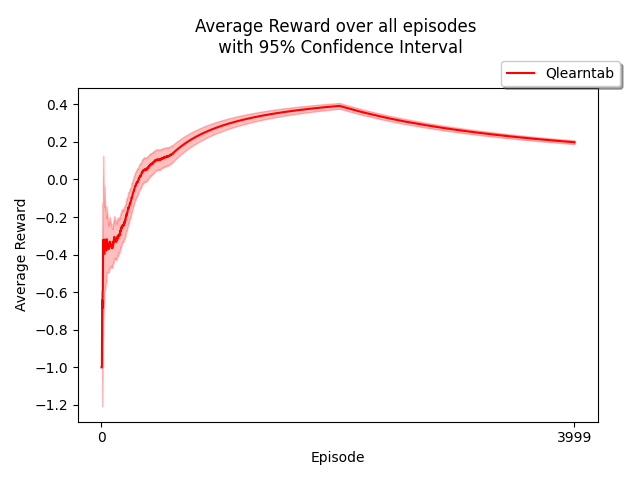 Average Reward over all episodes
with 95% Confidence Interval
Qlearntab
0.4
0.2
0.0
−0.2
−0.4
−0.6
−0.8
−1.0
−1.2
Average Reward
0
3999
Episode